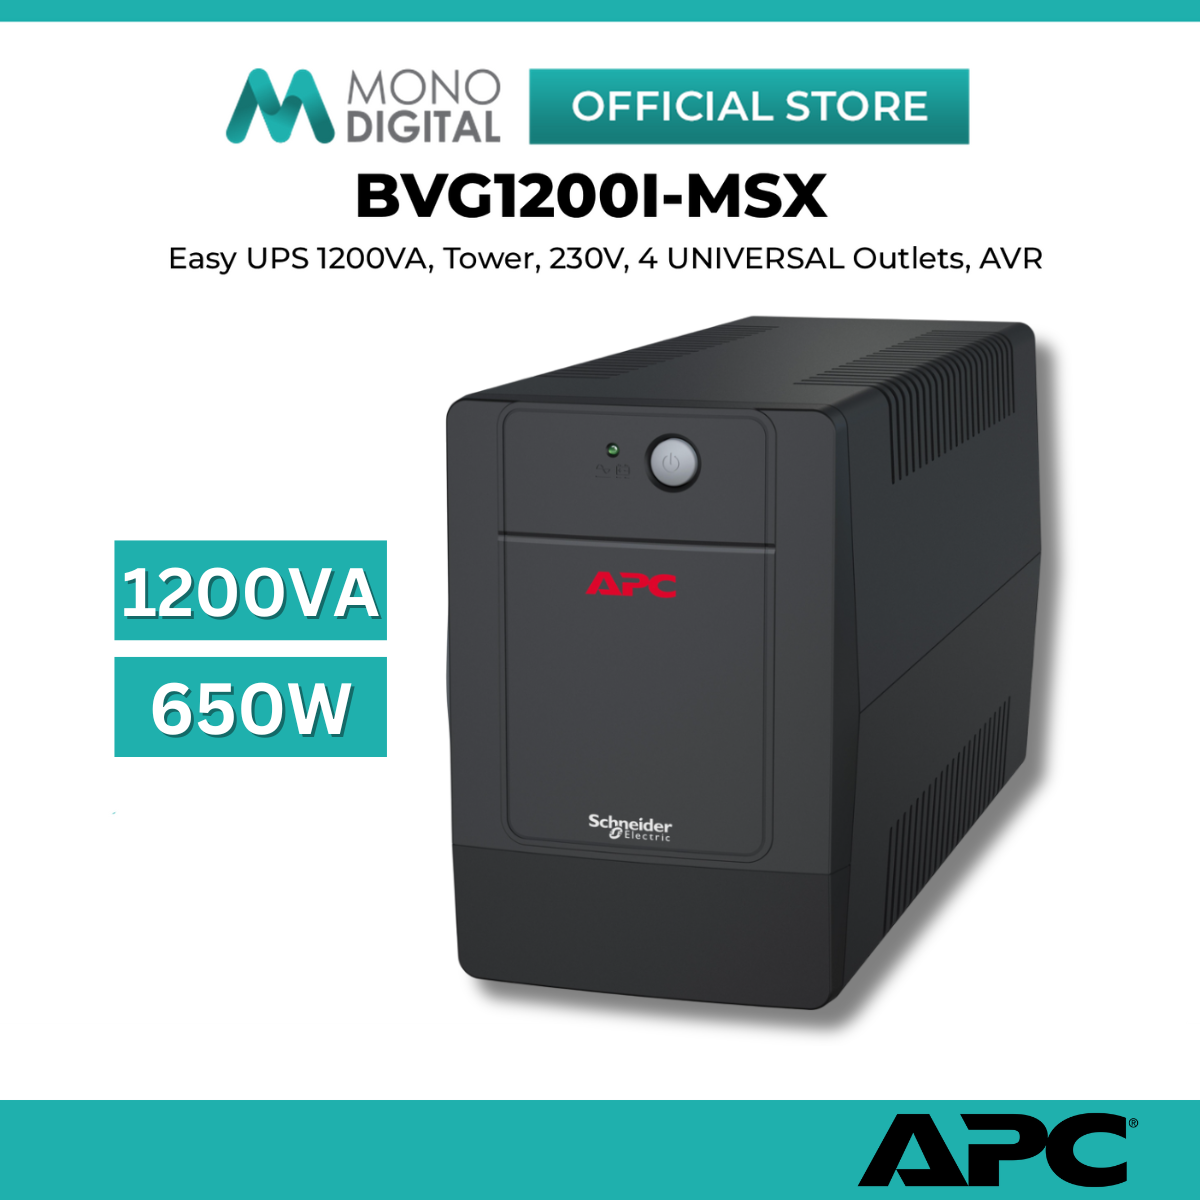 MONO
DIGITAL
OFFICIAL STORE
BVG1200I-MSX
Easy UPS 1200VA, Tower, 230V, 4 UNIVERSAL Outlets, AVR
1200VA
650W
APC
Schneider
Electric
APC®